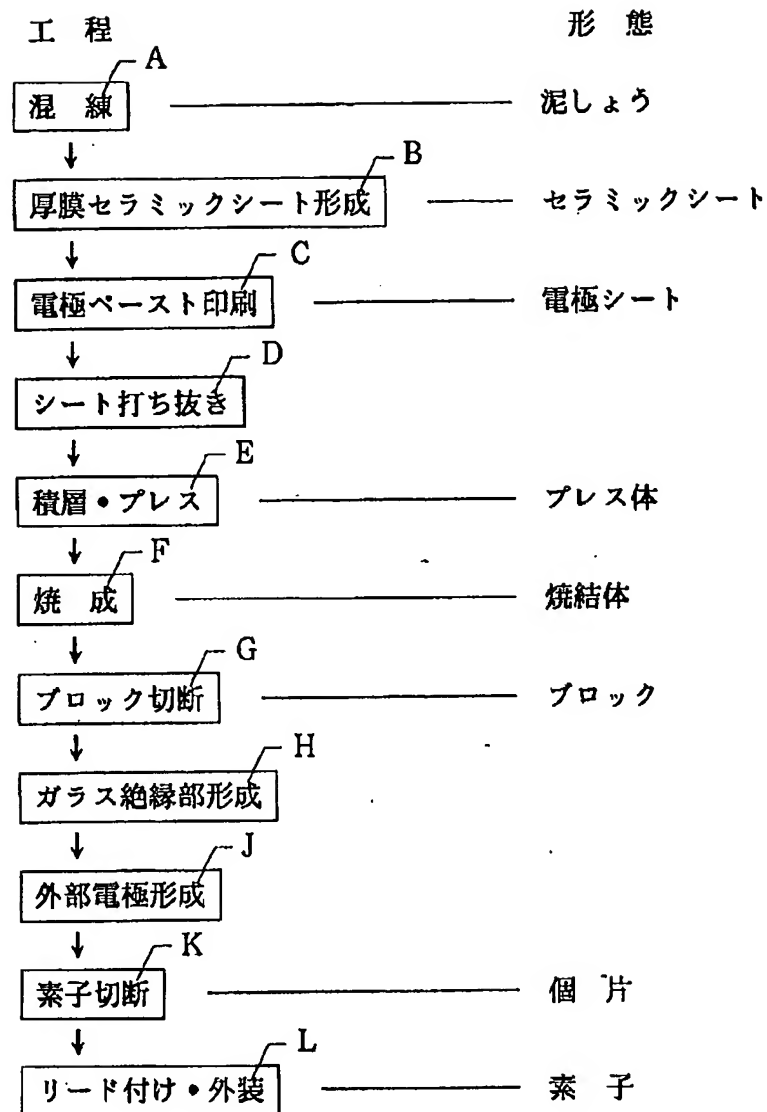 工 程 形 態
A
混 練 泥しょう
B
厚膜セラミックシート形成 セラミックシート
C
電極ペースト印刷 電極シート
D
シート打ち抜き
E
積層・プレス プレス体
F
焼 成 焼結体
G
ブロック切断 ブロック
H
ガラス絶縁部形成
J
外部電極形成
K
素子切断 個 片
L
リード付け・外装 素 子